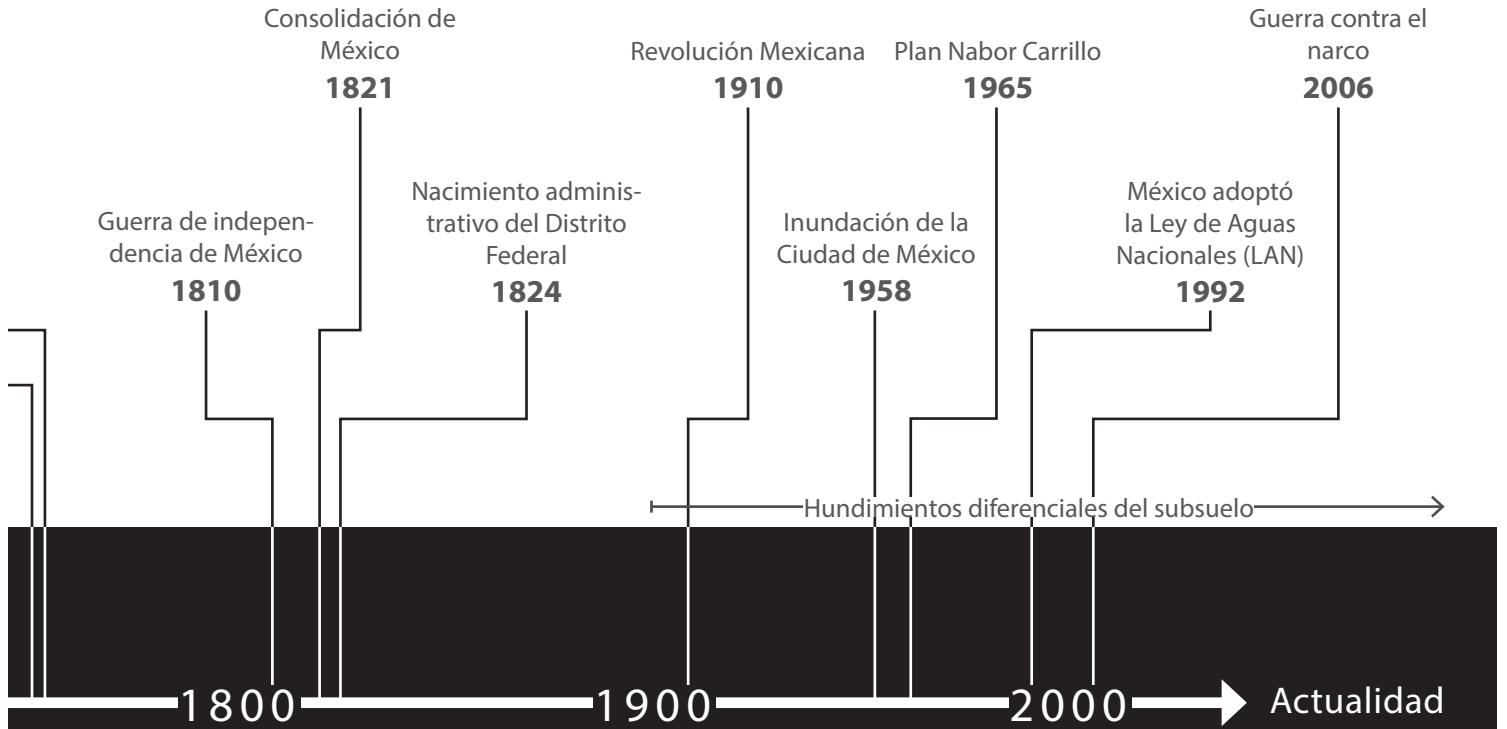 Consolidación de
México
1821
Revolución Mexicana
1910
Plan Nabor Carrillo
1965
Guerra contra el
narco
2006
Guerra de indepen-
dencia de México
1810
Nacimiento adminis-
trativo del Distrito
Federal
1824
Inundación de la
Ciudad de México
1958
México adoptó
la Ley de Aguas
Nacionales (LAN)
1992
Hundimientos diferenciales del subsuelo
1800
1900
2000
Actualidad